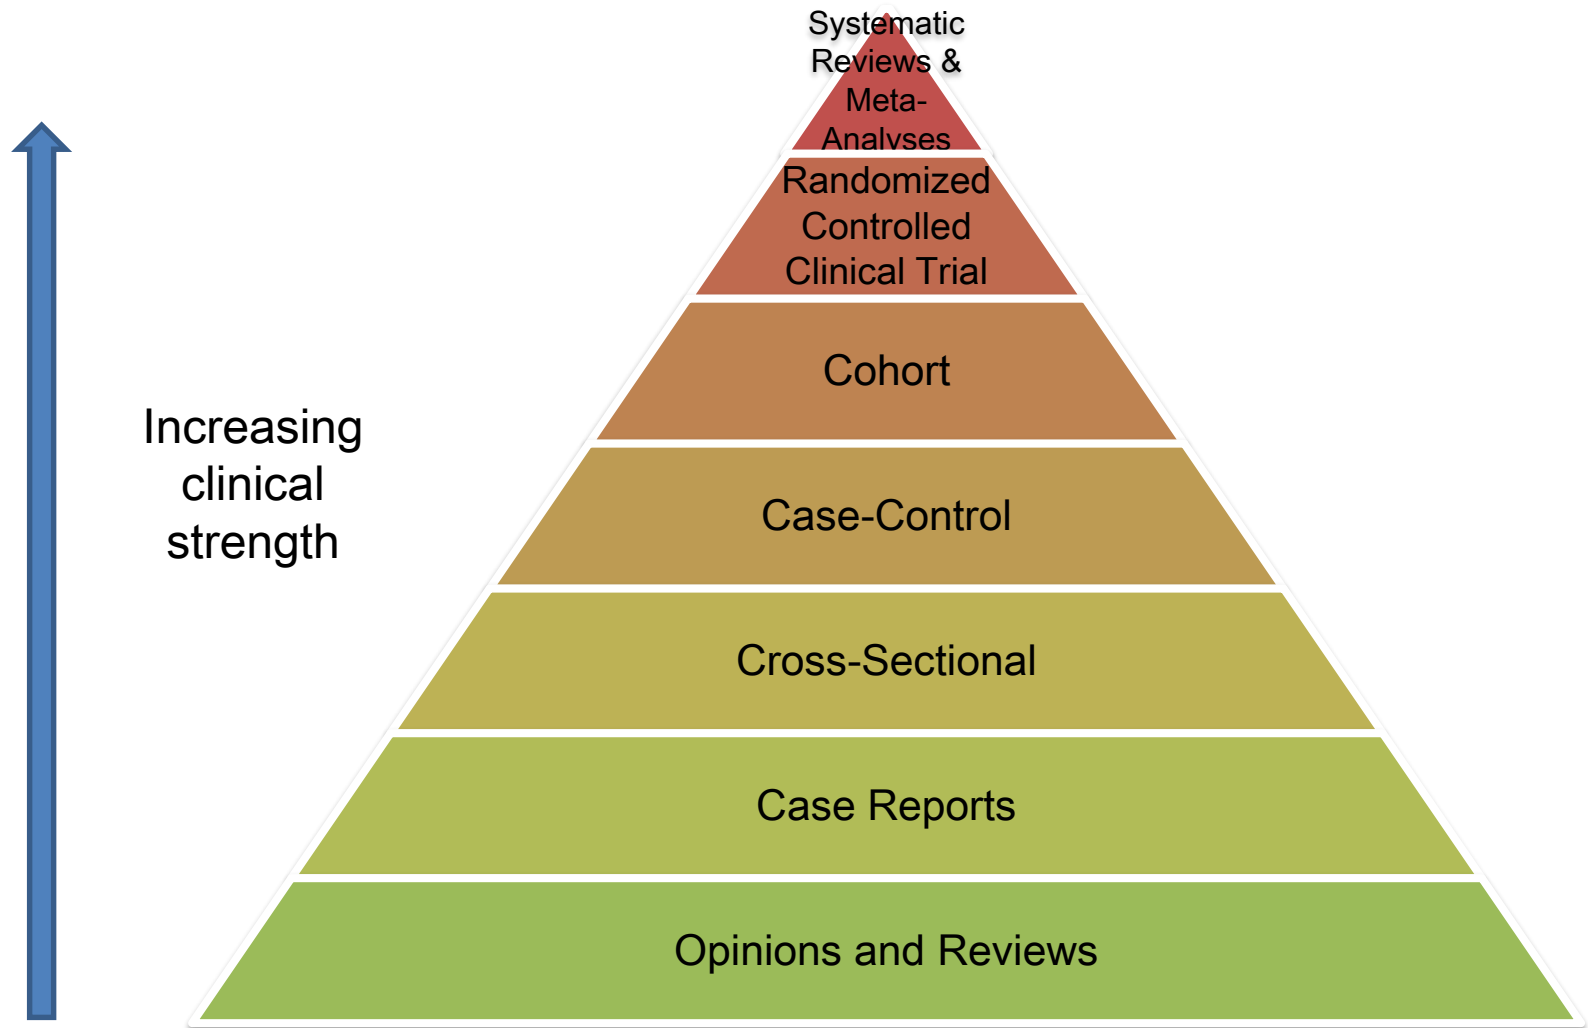 Systematic
Reviews &
Meta-
Analyses
Randomized
Controlled
Clinical Trial
Cohort
Increasing
clinical
strength
Case-Control
Cross-Sectional
Case Reports
Opinions and Reviews